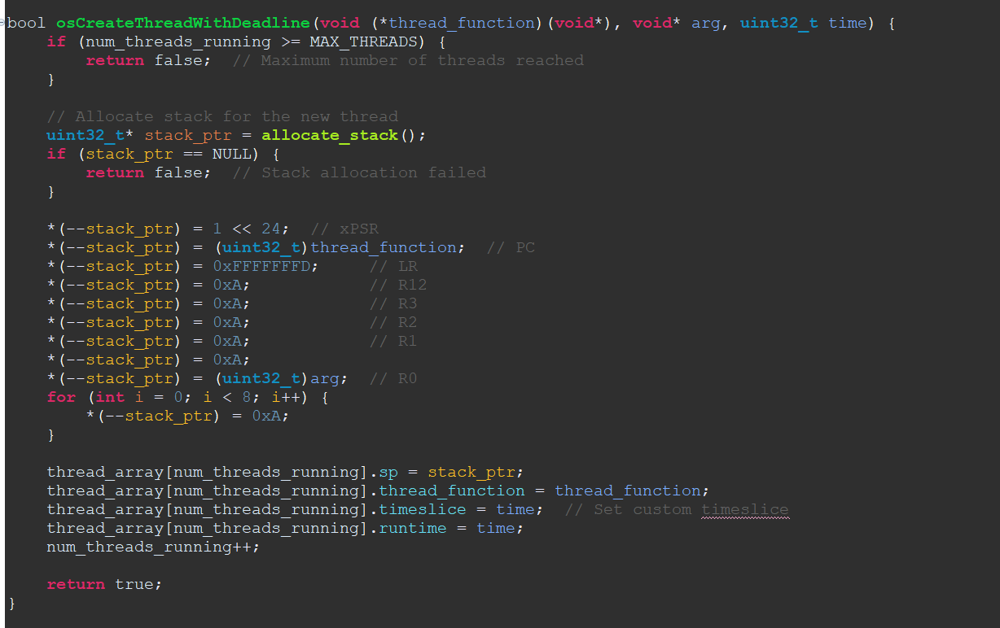 bool osCreateThreadWithDeadline(void (*thread_function)(void*), void* arg, uint32_t time) {
    if (num_threads_running >= MAX_THREADS) {
        return false;  // Maximum number of threads reached
    }

    // Allocate stack for the new thread
    uint32_t* stack_ptr = allocate_stack();
    if (stack_ptr == NULL) {
        return false;  // Stack allocation failed
    }

    *(--stack_ptr) = 1 << 24;  // xPSR
    *(--stack_ptr) = (uint32_t)thread_function;  // PC
    *(--stack_ptr) = 0xFFFFFFFD;     // LR
    *(--stack_ptr) = 0xA;            // R12
    *(--stack_ptr) = 0xA;            // R3
    *(--stack_ptr) = 0xA;            // R2
    *(--stack_ptr) = 0xA;            // R1
    *(--stack_ptr) = 0xA;
    *(--stack_ptr) = (uint32_t)arg;  // R0
    for (int i = 0; i < 8; i++) {
        *(--stack_ptr) = 0xA;
    }

    thread_array[num_threads_running].sp = stack_ptr;
    thread_array[num_threads_running].thread_function = thread_function;
    thread_array[num_threads_running].timeslice = time;  // Set custom timeslice
    thread_array[num_threads_running].runtime = time;
    num_threads_running++;

    return true;
}